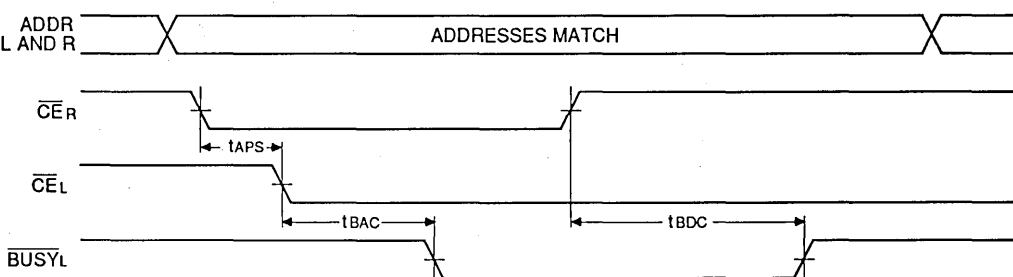 ADDR
L AND R
ADDRESSES MATCH
CER
tAPS
CEL
tBAC
tBDC
BUSYL